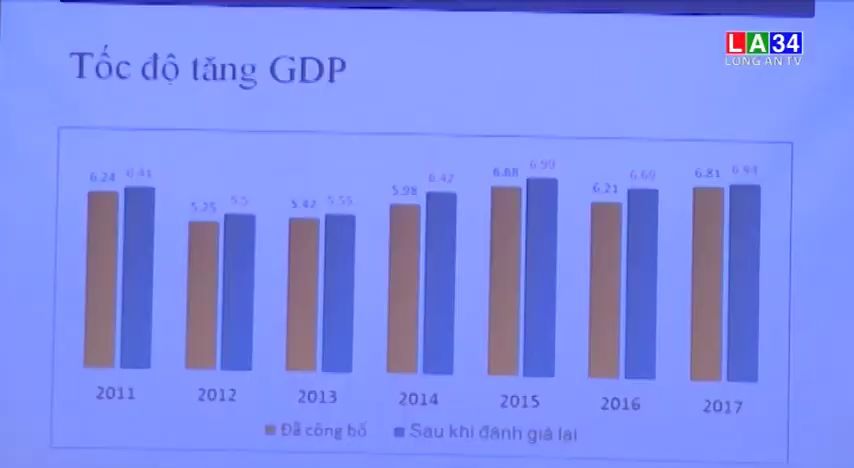 LA34
LONG AN TV
Tốc độ tăng GDP
6.24 6.41 5.25 5.5 5.42 5.55 5.98 6.42 6.68 6.99 6.21 6.69 6.81 6.94
2011 2012 2013 2014 2015 2016 2017
Đã công bố Sau khi đánh giá lại